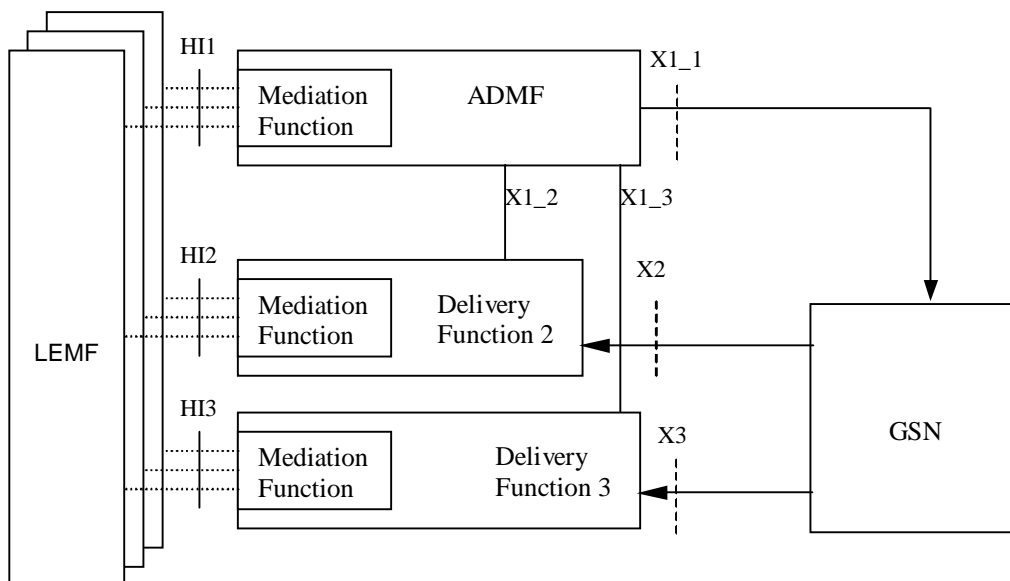 HI1
X1_1
Mediation
Function
ADMF
X1_2
X1_3
HI2
X2
Mediation
Function
Delivery
Function 2
LEMF
HI3
X3
GSN
Mediation
Function
Delivery
Function 3